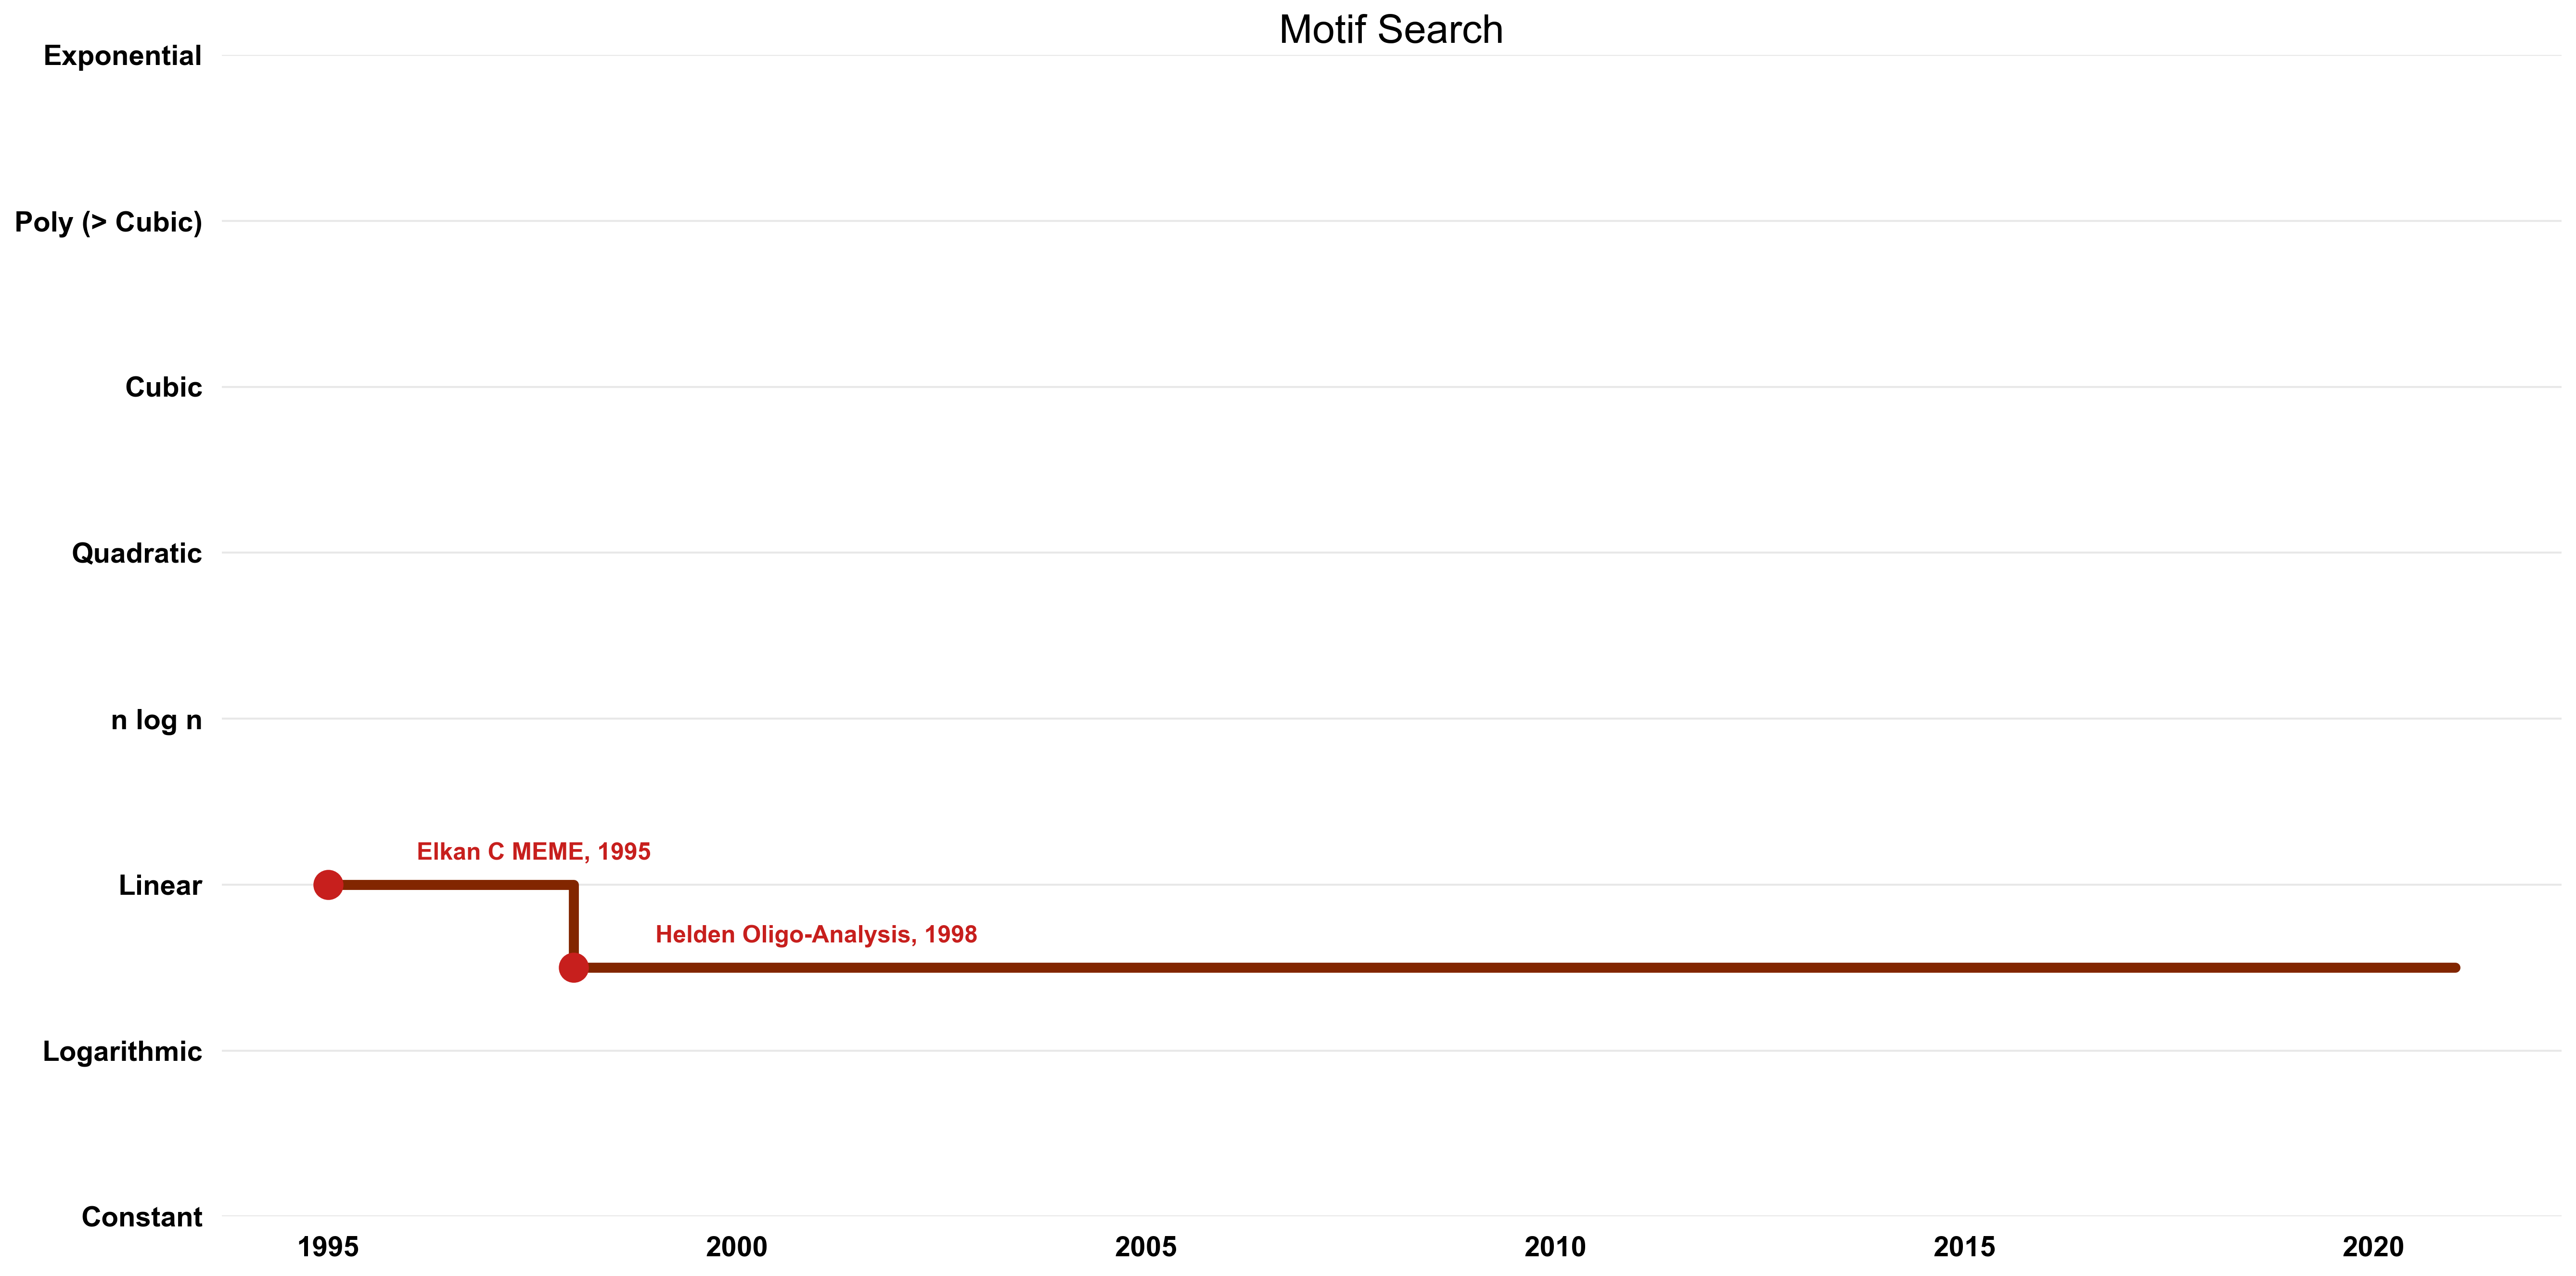 Motif Search
Exponential
Poly (> Cubic)
Cubic
Quadratic
n log n
Elkan C MEME, 1995
Linear
Helden Oligo-Analysis, 1998
Logarithmic
Constant
1995 2000 2005 2010 2015 2020